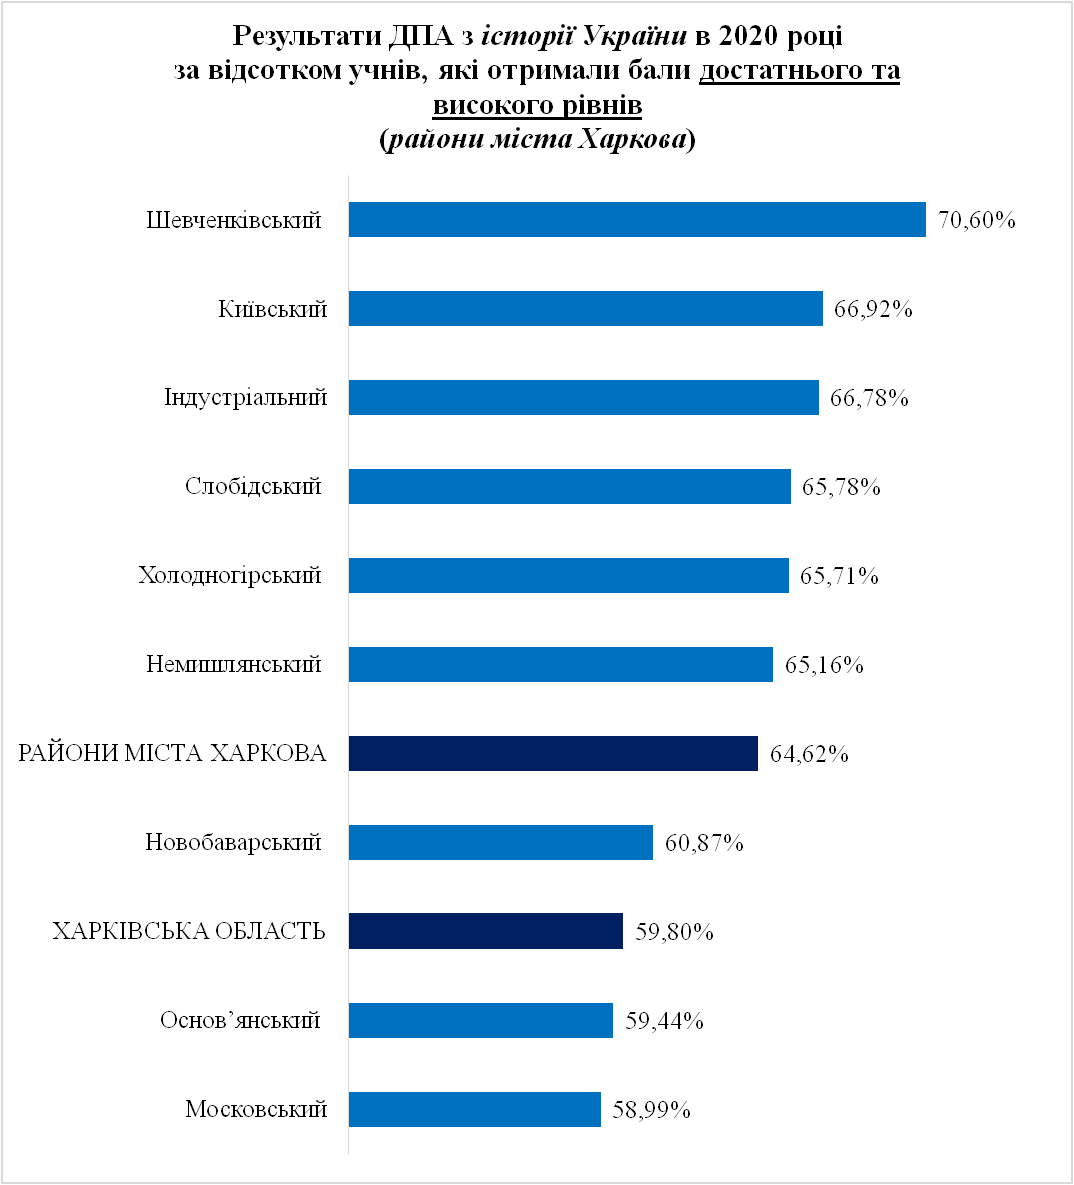 Результати ДПА з історії України в 2020 році
за відсотком учнів, які отримали бали достатнього та
високого рівнів
(райони міста Харкова)
Шевченківський 70,60%
Київський 66,92%
Індустріальний 66,78%
Слобідський 65,78%
Холодногірський 65,71%
Немишлянський 65,16%
РАЙОНИ МІСТА ХАРКОВА 64,62%
Новобаварський 60,87%
ХАРКІВСЬКА ОБЛАСТЬ 59,80%
Основ’янський 59,44%
Московський 58,99%